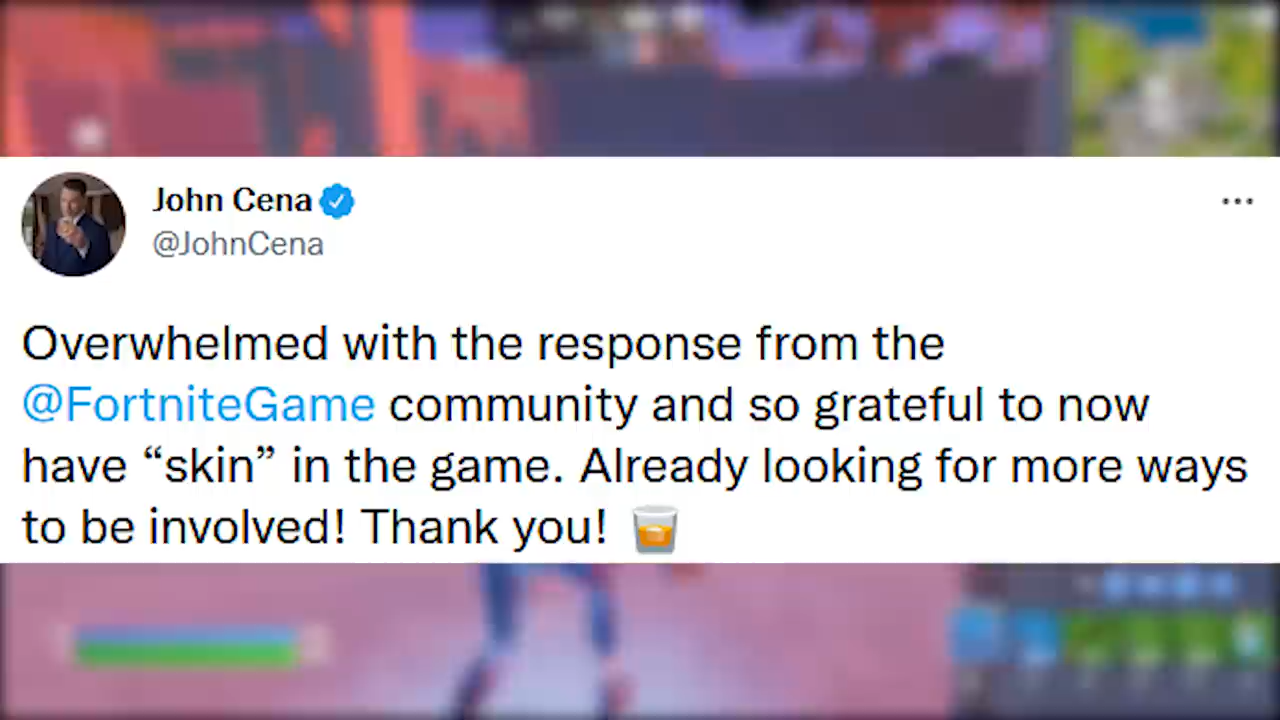 John Cena
@JohnCena
Overwhelmed with the response from the
@FortniteGame community and so grateful to now
have “skin” in the game. Already looking for more ways
to be involved! Thank you! 🥃